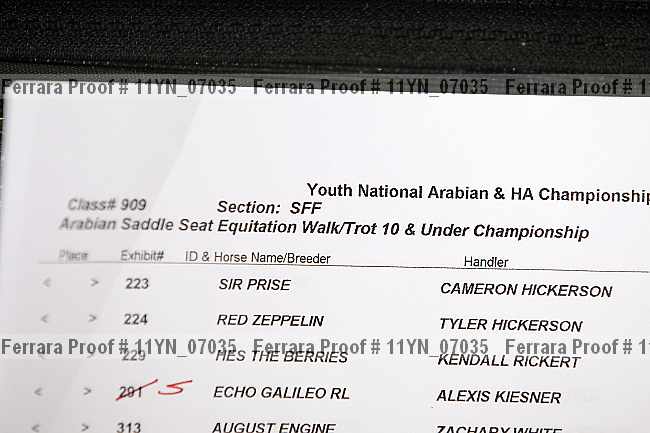 Ferrara Proof # 11YN_07035 Ferrara Proof # 11YN_07035 Ferrara Proof # 1
Youth National Arabian & HA Championship
Class# 909 Section: SFF
Arabian Saddle Seat Equitation Walk/Trot 10 & Under Championship
Place Exhibit# ID & Horse Name/Breeder Handler
< > 223 SIR PRISE CAMERON HICKERSON
< > 224 RED ZEPPELIN TYLER HICKERSON
Ferrara Proof # 11YN_07035 Ferrara Proof # 11YN_07035 Ferrara Proof # 1
< > 229 HES THE BERRIES KENDALL RICKERT
< > 291 5 ECHO GALILEO RL ALEXIS KIESNER
< > 313 AUGUST ENGINE ZACHARY WHITE